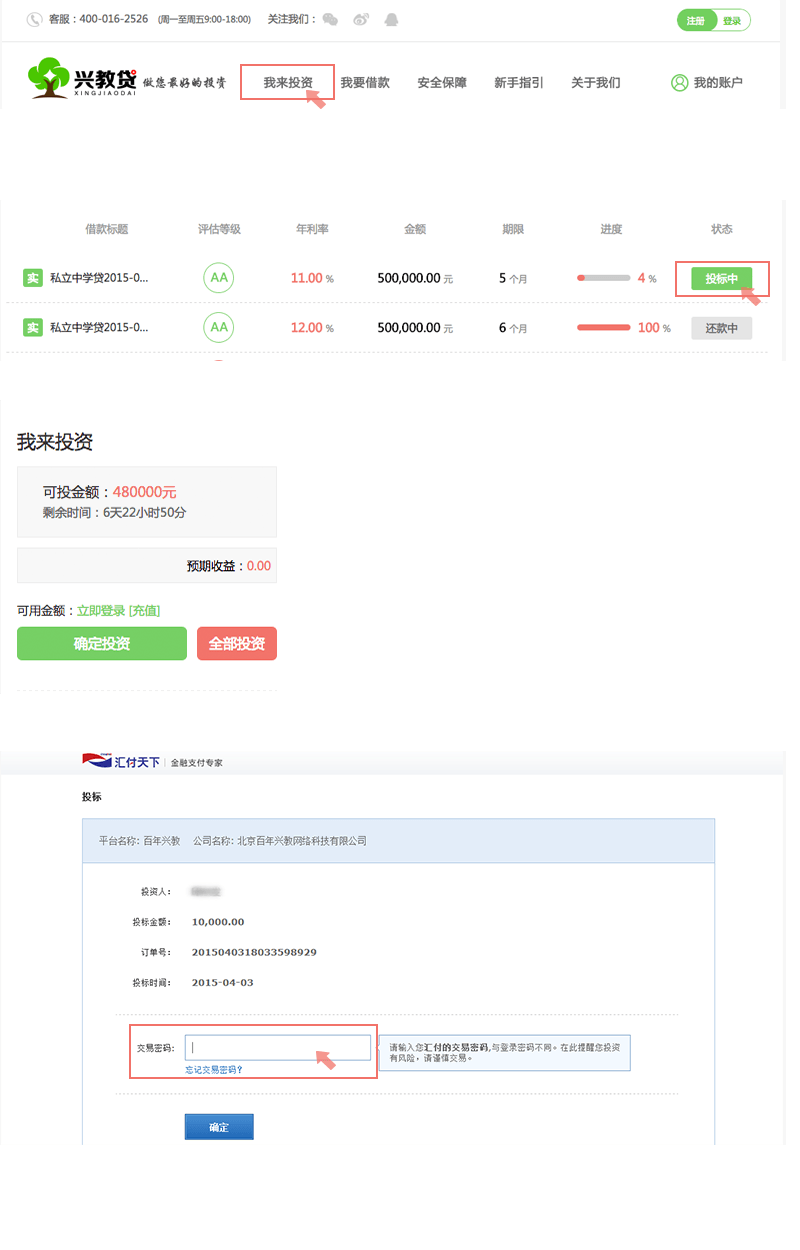 客服：400-016-2526 (周一至周五9:00-18:00) 关注我们： 注册 登录
兴教贷 XINGJIAODAI 做您最好的投资 我来投资 我要借款 安全保障 新手指引 关于我们 我的账户
借款标题 评估等级 年利率 金额 期限 进度 状态
实 私立中学贷2015-0... AA 11.00 % 500,000.00 元 5 个月 4 % 投标中
实 私立中学贷2015-0... AA 12.00 % 500,000.00 元 6 个月 100 % 还款中
我来投资
可投金额：480000元
剩余时间：6天22小时50分
预期收益：0.00
可用金额：立即登录 [充值]
确定投资 全部投资
汇付天下 金融支付专家
投标
平台名称：百年兴教 公司名称：北京百年兴教网络科技有限公司
投资人：
投标金额： 10,000.00
订单号： 2015040318033598929
投标时间： 2015-04-03
交易密码：
请输入您汇付的交易密码,与登录密码不同。在此提醒您投资
有风险，请谨慎交易。
忘记交易密码?
确定